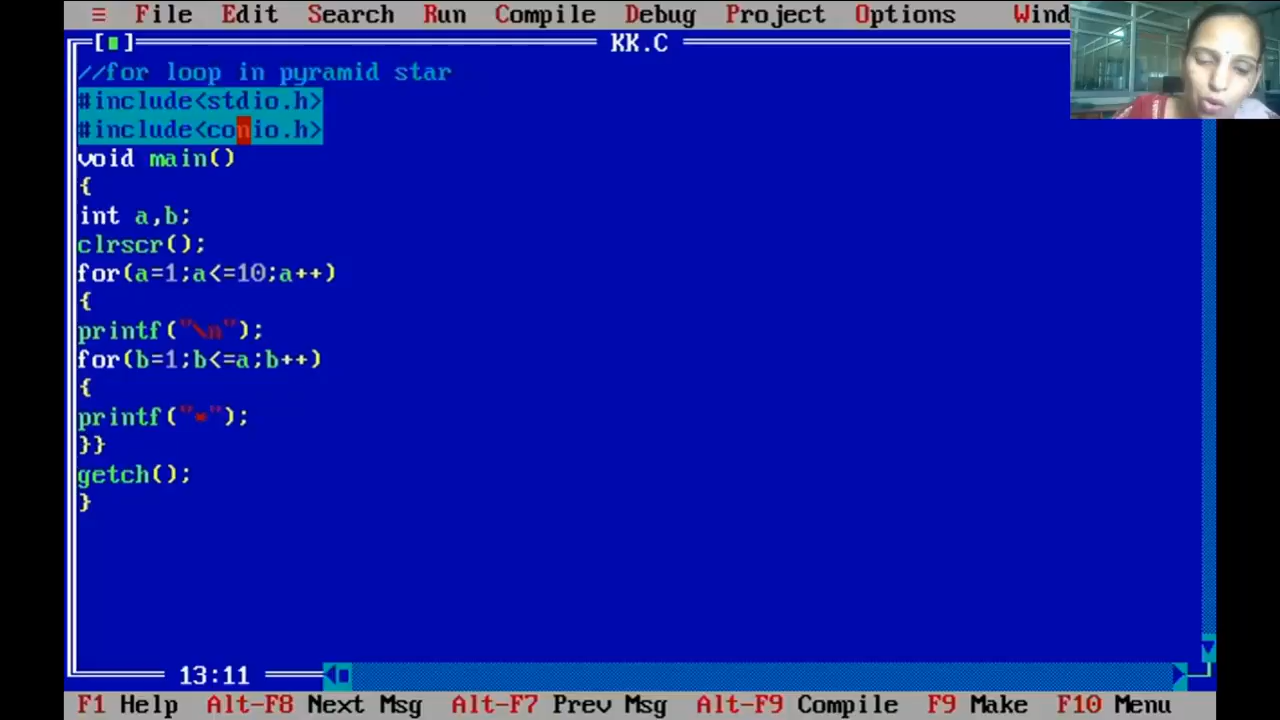 ≡ File Edit Search Run Compile Debug Project Options Wind
[■] KK.C
//for loop in pyramid star
#include<stdio.h>
#include<conio.h>
void main()
{
int a,b;
clrscr();
for(a=1;a<=10;a++)
{
printf("\n");
for(b=1;b<=a;b++)
{
printf("*");
}}
getch();
}
13:11
F1 Help Alt-F8 Next Msg Alt-F7 Prev Msg Alt-F9 Compile F9 Make F10 Menu